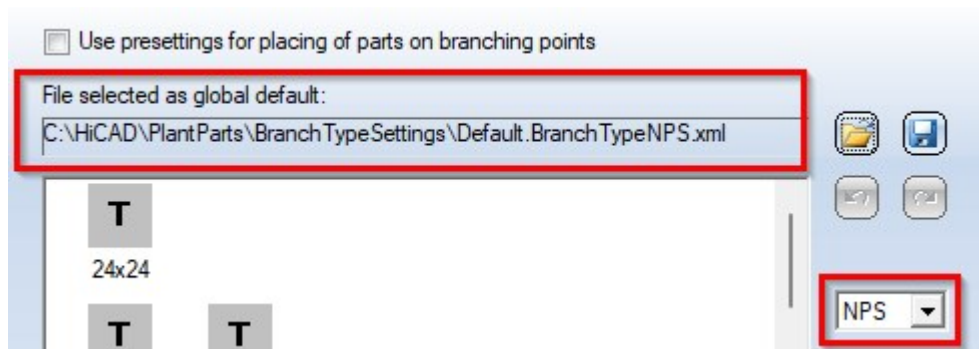 Use presettings for placing of parts on branching points
File selected as global default:
C:\HiCAD\PlantParts\BranchTypeSettings\Default.BranchTypeNPS.xml
T
24x24
NPS
T T